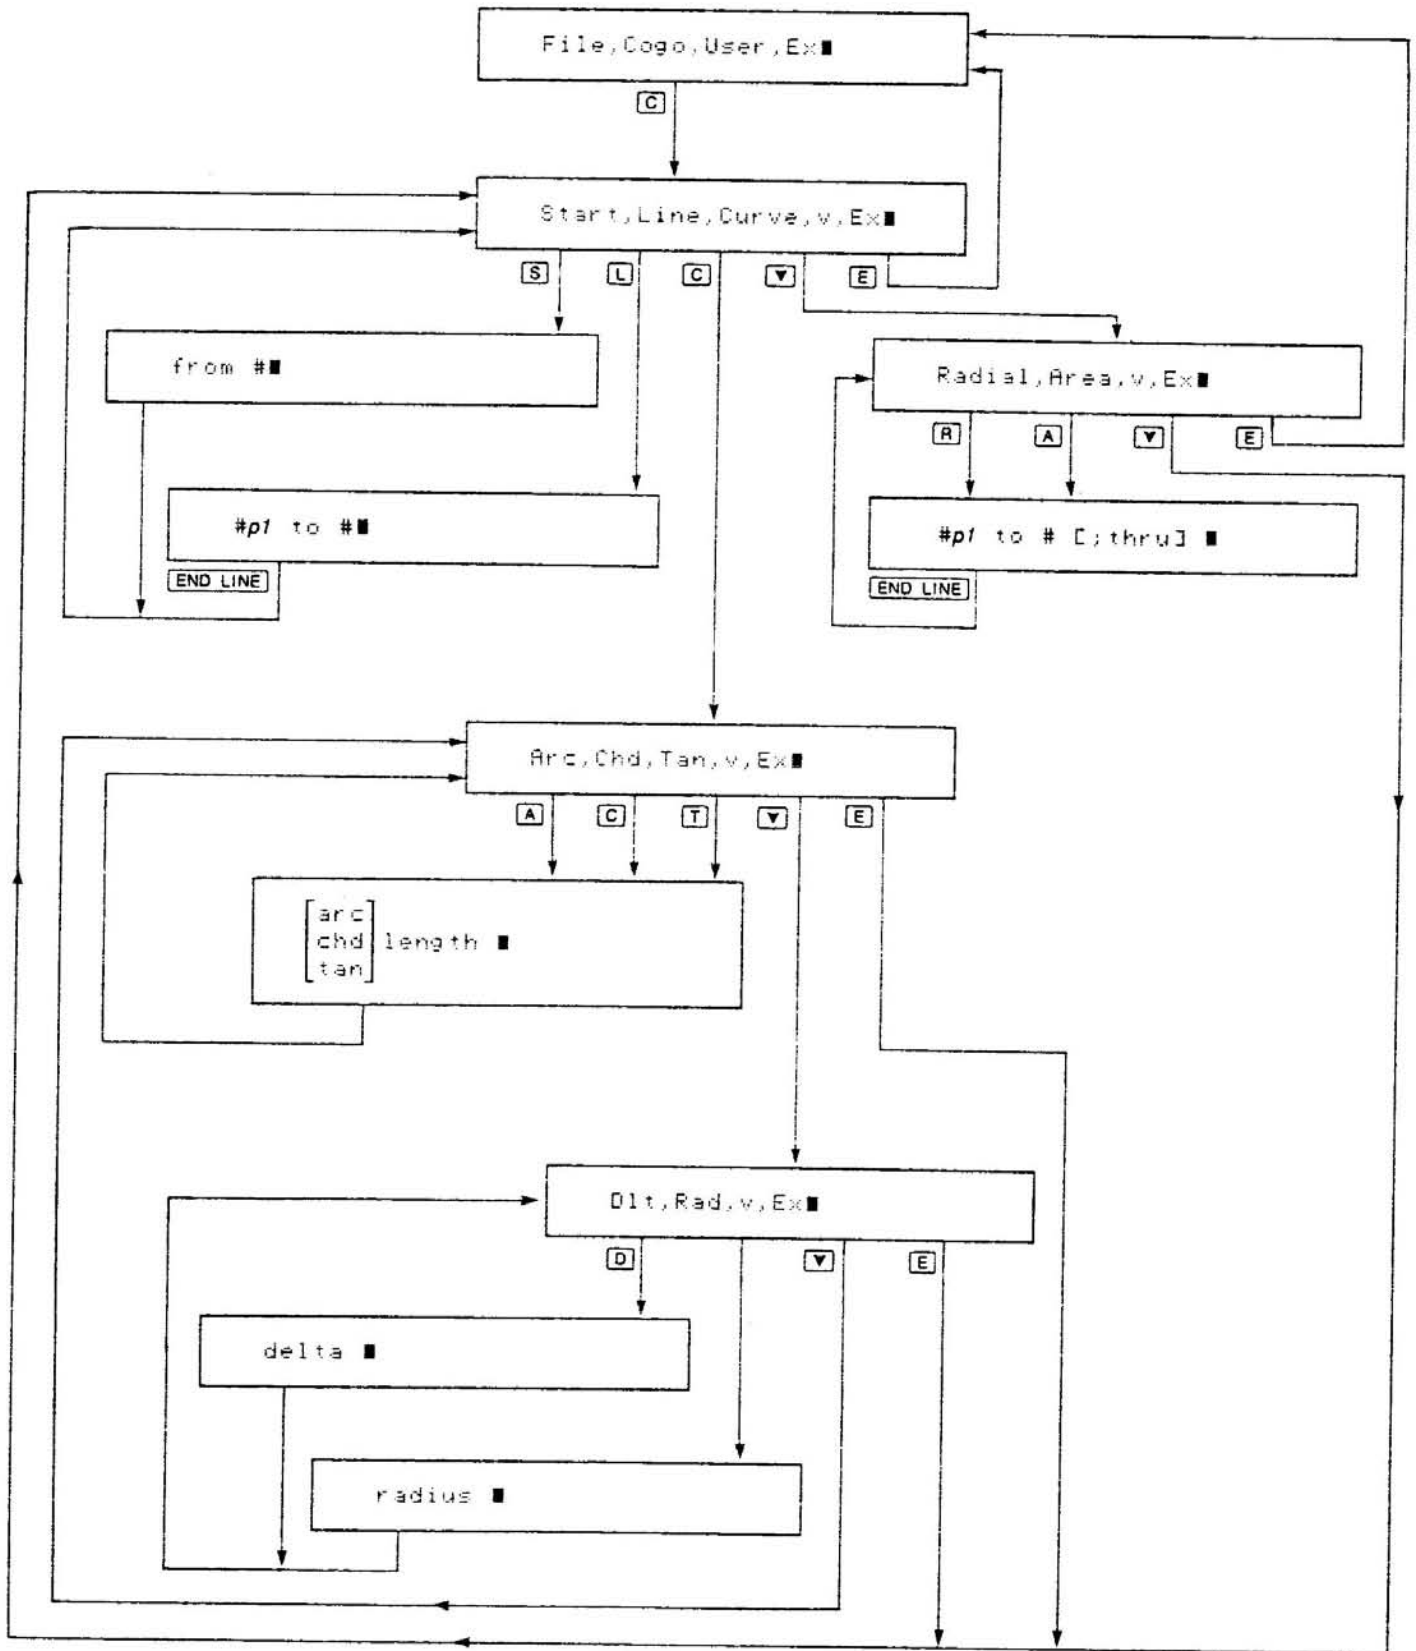 File,Cogo,User,Ex
C
Start,Line,Curve,v,Ex
S L C ▼ E
from #
Radial,Area,v,Ex
R A ▼ E
#p1 to #
END LINE
#p1 to # [;thru]
END LINE
Arc,Chd,Tan,v,Ex
A C T ▼ E
arc
chd length
tan
Dlt,Rad,v,Ex
D ▼ E
delta
radius